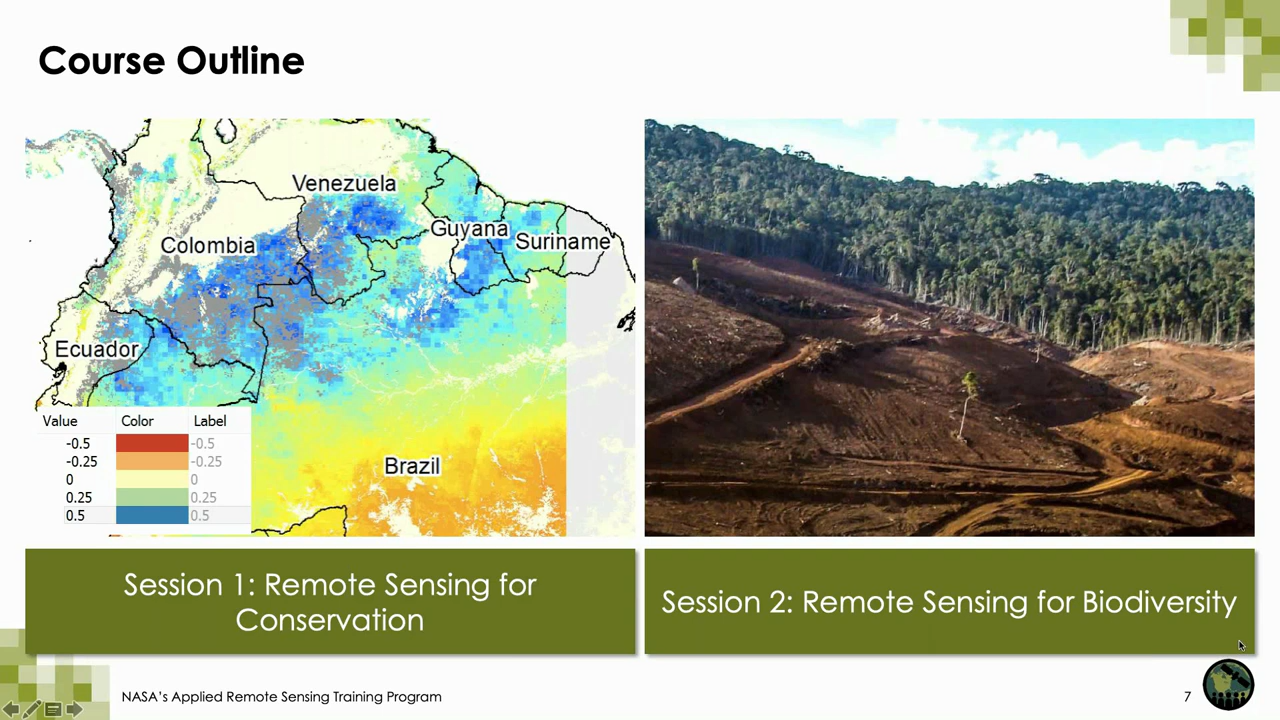 Course Outline
Venezuela
Guyana
Suriname
Colombia
Ecuador
Brazil
Value Color Label
-0.5 -0.5
-0.25 -0.25
0 0
0.25 0.25
0.5 0.5
Session 1: Remote Sensing for
Conservation
Session 2: Remote Sensing for Biodiversity
NASA's Applied Remote Sensing Training Program
7